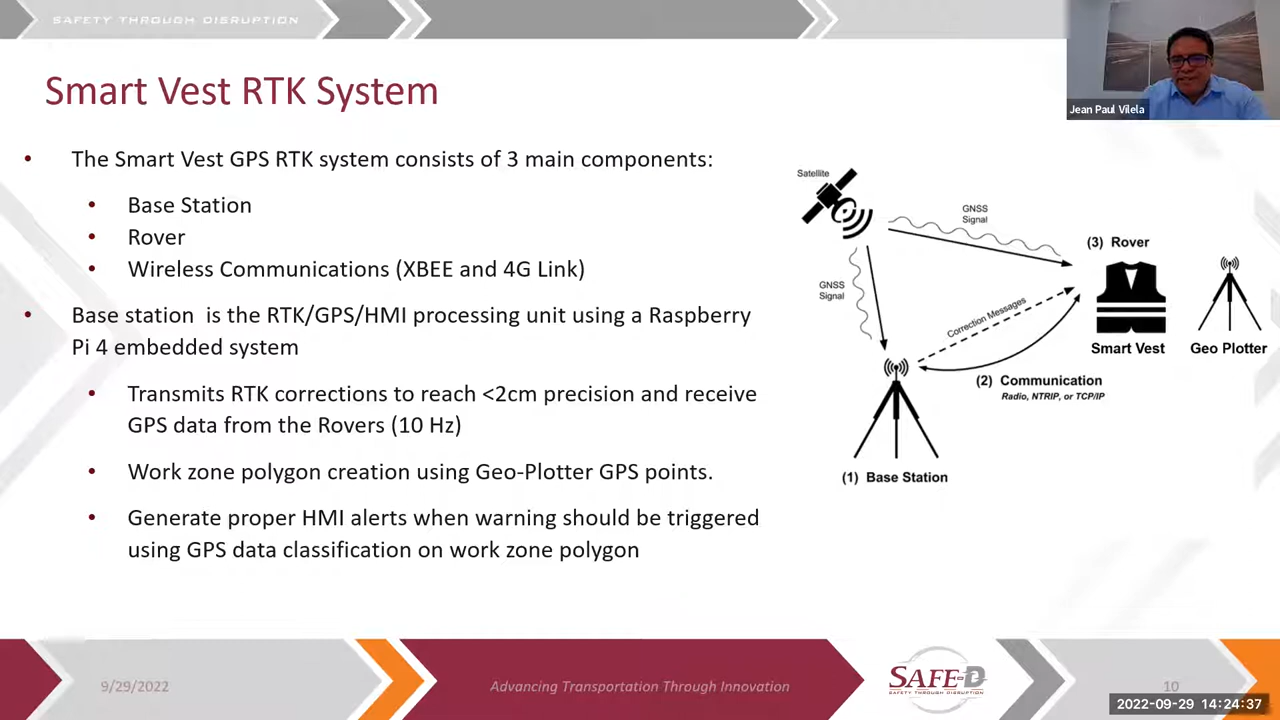 SAFETY THROUGH DISRUPTION
Jean Paul Vilela
Smart Vest RTK System
• The Smart Vest GPS RTK system consists of 3 main components:
• Base Station
• Rover
• Wireless Communications (XBEE and 4G Link)
• Base station is the RTK/GPS/HMI processing unit using a Raspberry
Pi 4 embedded system
• Transmits RTK corrections to reach <2cm precision and receive
GPS data from the Rovers (10 Hz)
• Work zone polygon creation using Geo-Plotter GPS points.
• Generate proper HMI alerts when warning should be triggered
using GPS data classification on work zone polygon
Satellite
GNSS
Signal
(3) Rover
GNSS
Signal
Correction Messages
Smart Vest
Geo Plotter
(2) Communication
Radio, NTRIP, or TCP/IP
(1) Base Station
9/29/2022
Advancing Transportation Through Innovation
SAFE-D
SAFETY THROUGH DISRUPTION
10
2022-09-29 14:24:37